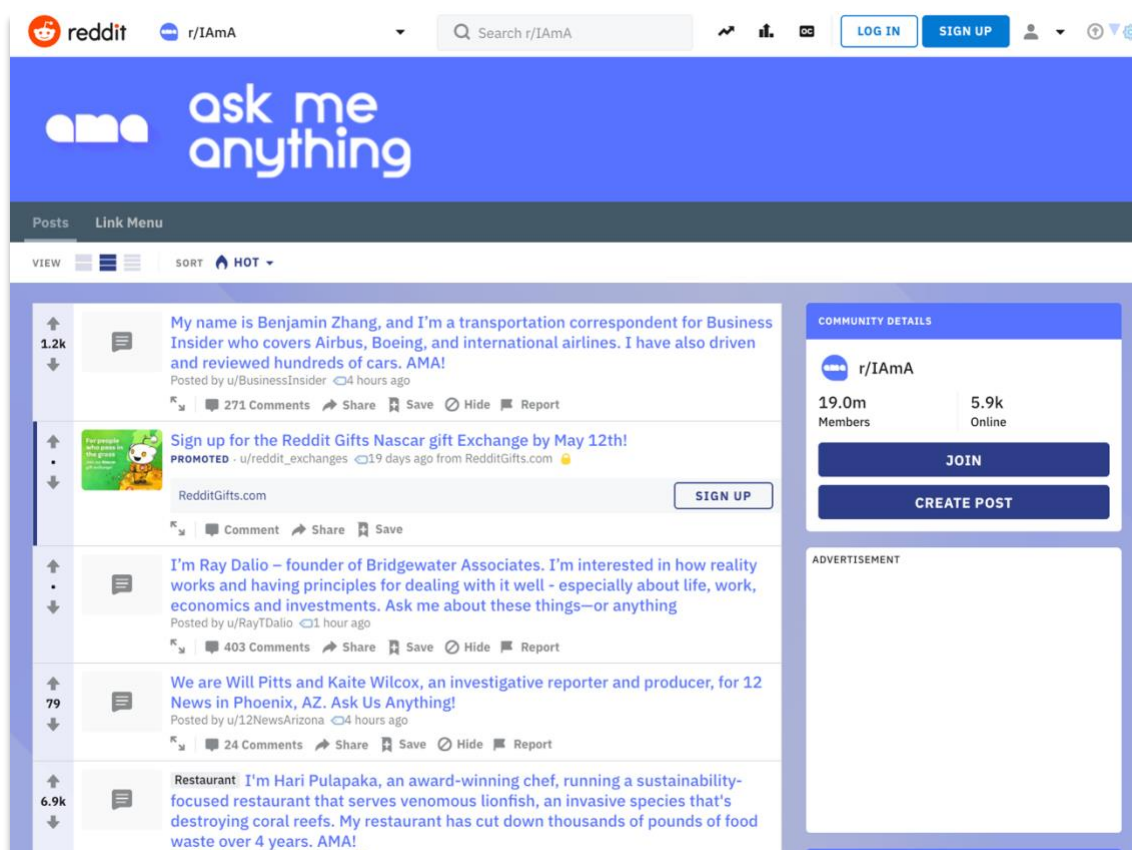 reddit
r/IAmA
Search r/IAmA
OC
LOG IN
SIGN UP
ama
ask me
anything
Posts
Link Menu
VIEW
SORT
HOT
1.2k
My name is Benjamin Zhang, and I'm a transportation correspondent for Business
Insider who covers Airbus, Boeing, and international airlines. I have also driven
and reviewed hundreds of cars. AMA!
Posted by u/BusinessInsider 4 hours ago
271 Comments Share Save Hide Report
For people
who pass in
the grass
Sign up for the Reddit Gifts Nascar gift Exchange by May 12th!
PROMOTED · u/reddit_exchanges 19 days ago from RedditGifts.com
RedditGifts.com
SIGN UP
Comment Share Save
•
I'm Ray Dalio – founder of Bridgewater Associates. I'm interested in how reality
works and having principles for dealing with it well - especially about life, work,
economics and investments. Ask me about these things—or anything
Posted by u/RayTDalio 1 hour ago
403 Comments Share Save Hide Report
79
We are Will Pitts and Kaite Wilcox, an investigative reporter and producer, for 12
News in Phoenix, AZ. Ask Us Anything!
Posted by u/12NewsArizona 4 hours ago
24 Comments Share Save Hide Report
6.9k
Restaurant I'm Hari Pulapaka, an award-winning chef, running a sustainability-
focused restaurant that serves venomous lionfish, an invasive species that's
destroying coral reefs. My restaurant has cut down thousands of pounds of food
waste over 4 years. AMA!
COMMUNITY DETAILS
ama
r/IAmA
19.0m
Members
5.9k
Online
JOIN
CREATE POST
ADVERTISEMENT